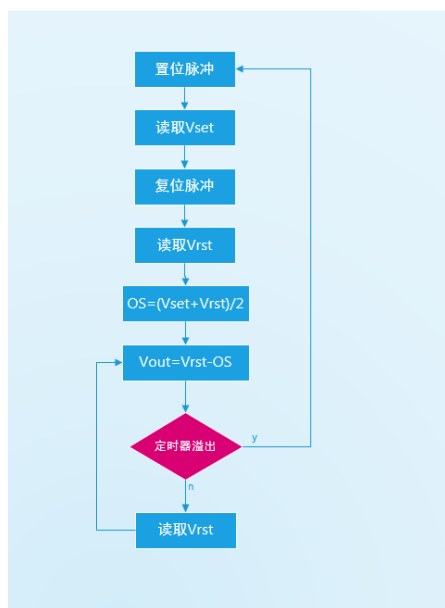 置位脉冲
读取Vset
复位脉冲
读取Vrst
OS=(Vset+Vrst)/2
Vout=Vrst-OS
定时器溢出
y
n
读取Vrst